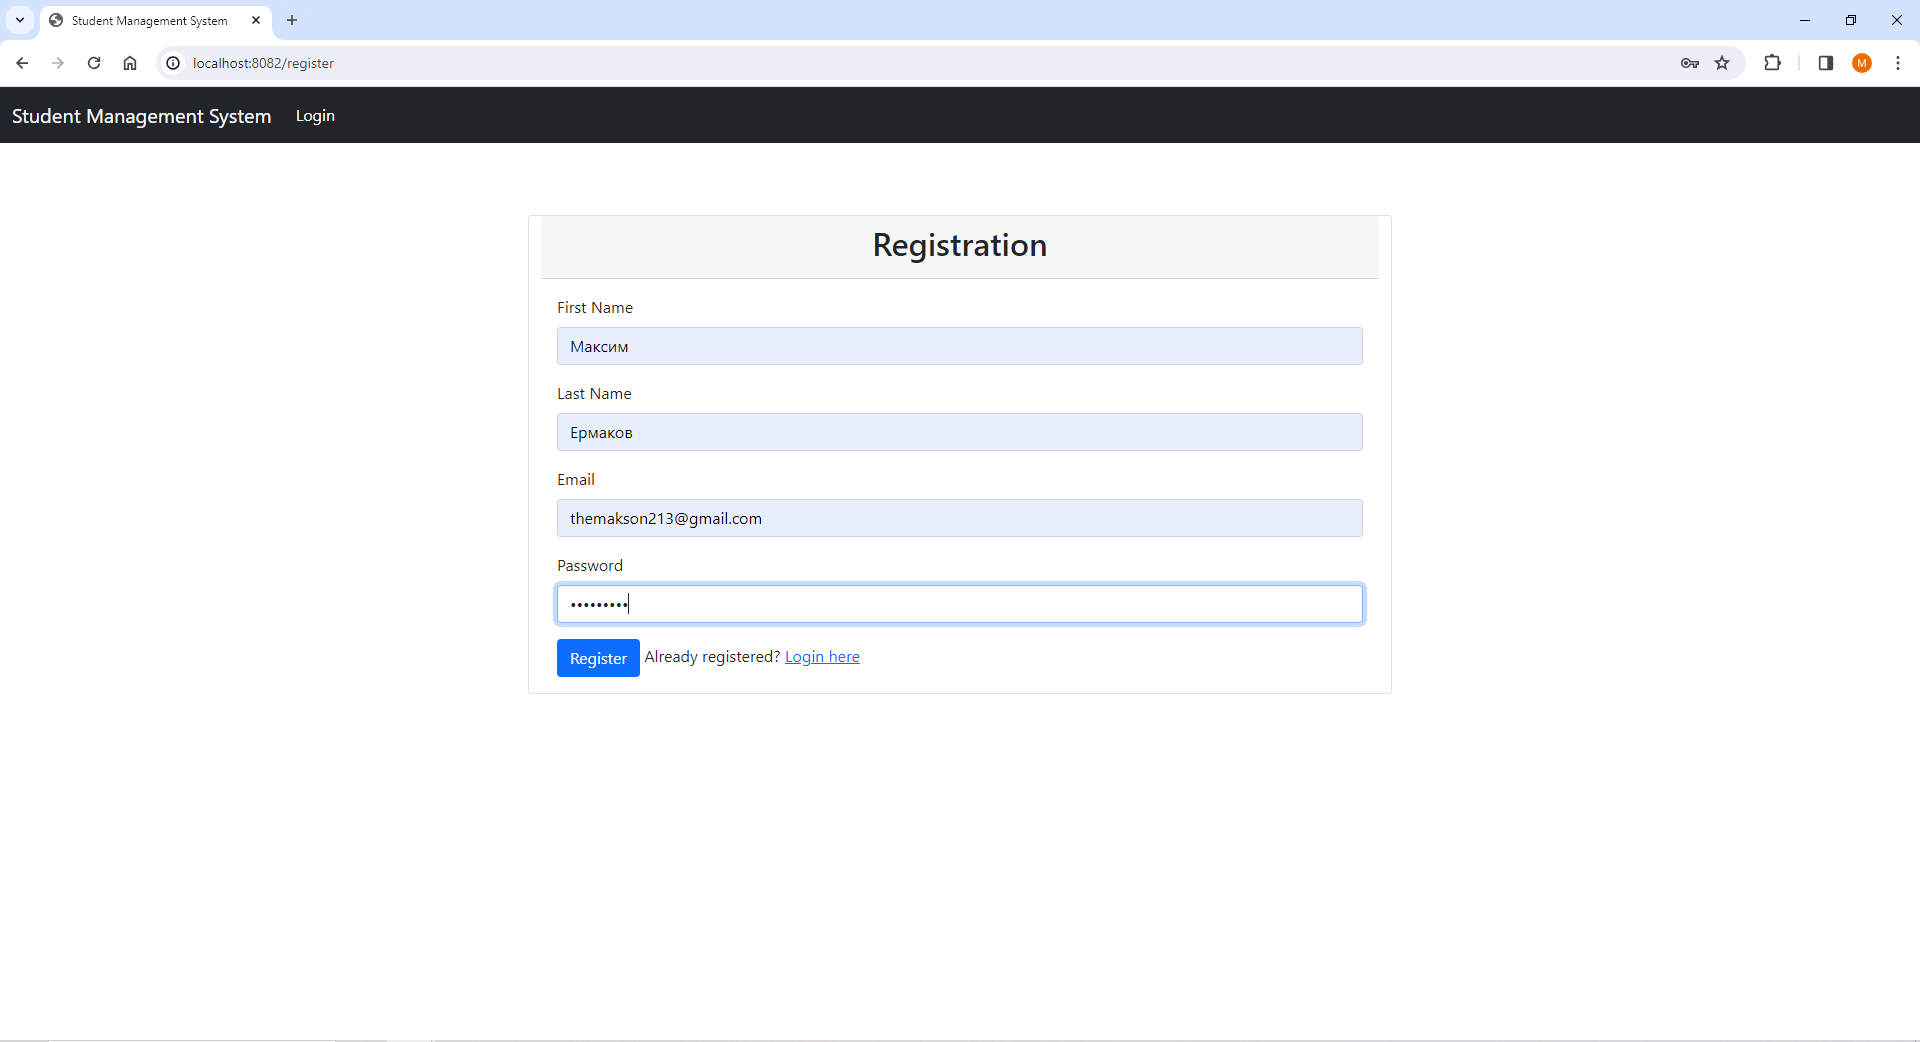 Student Management System
localhost:8082/register
M
Student Management System Login
Registration
First Name
Максим
Last Name
Ермаков
Email
themakson213@gmail.com
Password
•••••••••
Register Already registered? Login here